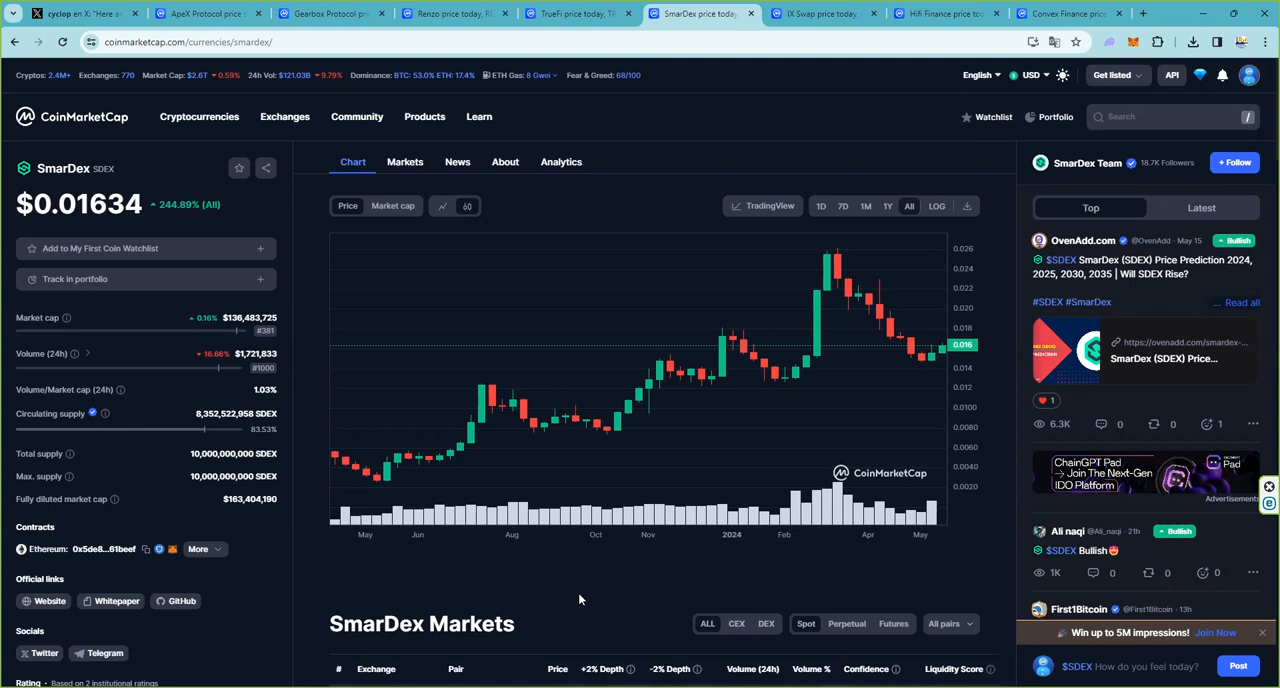 cyclop en X: "Here a
ApeX Protocol price t
Gearbox Protocol pri
Renzo price today, RE
TrueFi price today, TR
SmarDex price today,
IX Swap price today,
Hifi Finance price tod
Convex Finance price
coinmarketcap.com/currencies/smardex/
Cryptos: 2.4M+ Exchanges: 770 Market Cap: $2.6T 0.59% 24h Vol: $121.03B 9.79% Dominance: BTC: 53.0% ETH: 17.4% ETH Gas: 8 Gwei Fear & Greed: 68/100
English USD Get listed API
CoinMarketCap Cryptocurrencies Exchanges Community Products Learn
Watchlist Portfolio Search /
SmarDex SDEX
$0.01634 244.89% (All)
Add to My First Coin Watchlist +
Track in portfolio +
Market cap 0.16% $136,483,725
#381
Volume (24h) 16.66% $1,721,833
#1000
Volume/Market cap (24h) 1.03%
Circulating supply 8,352,522,958 SDEX
83.53%
Total supply 10,000,000,000 SDEX
Max. supply 10,000,000,000 SDEX
Fully diluted market cap $163,404,190
Contracts
Ethereum: 0x5de8...61beef More
Official links
Website Whitepaper GitHub
Socials
Twitter Telegram
Rating · Based on 2 institutional ratings
Chart Markets News About Analytics
Price Market cap TradingView 1D 7D 1M 1Y All LOG
0.026
0.024
0.022
0.020
0.018
0.016
0.014
0.012
0.0100
0.0080
0.0060
0.0040
0.0020
CoinMarketCap
May Jun Aug Oct Nov 2024 Feb Apr May
SmarDex Markets
ALL CEX DEX Spot Perpetual Futures All pairs
# Exchange Pair Price +2% Depth -2% Depth Volume (24h) Volume % Confidence Liquidity Score
SmarDex Team 18.7K Followers + Follow
Top Latest
OvenAdd.com @OvenAdd · May 15 Bullish
$SDEX SmarDex (SDEX) Price Prediction 2024,
2025, 2030, 2035 | Will SDEX Rise?
#SDEX #SmarDex ... Read all
https://ovenadd.com/smardex-...
SmarDex (SDEX) Price...
1
6.3K 0 0 1
ChainGPT Pad
→ Join The Next-Gen
IDO Platform
Pad
Advertisements
Ali naqi @Ali_naqi · 21h Bullish
$SDEX Bullish
1K 0 0 0
First1Bitcoin @First1Bitcoin · 13h
Win up to 5M impressions! Join Now
$SDEX How do you feel today? Post